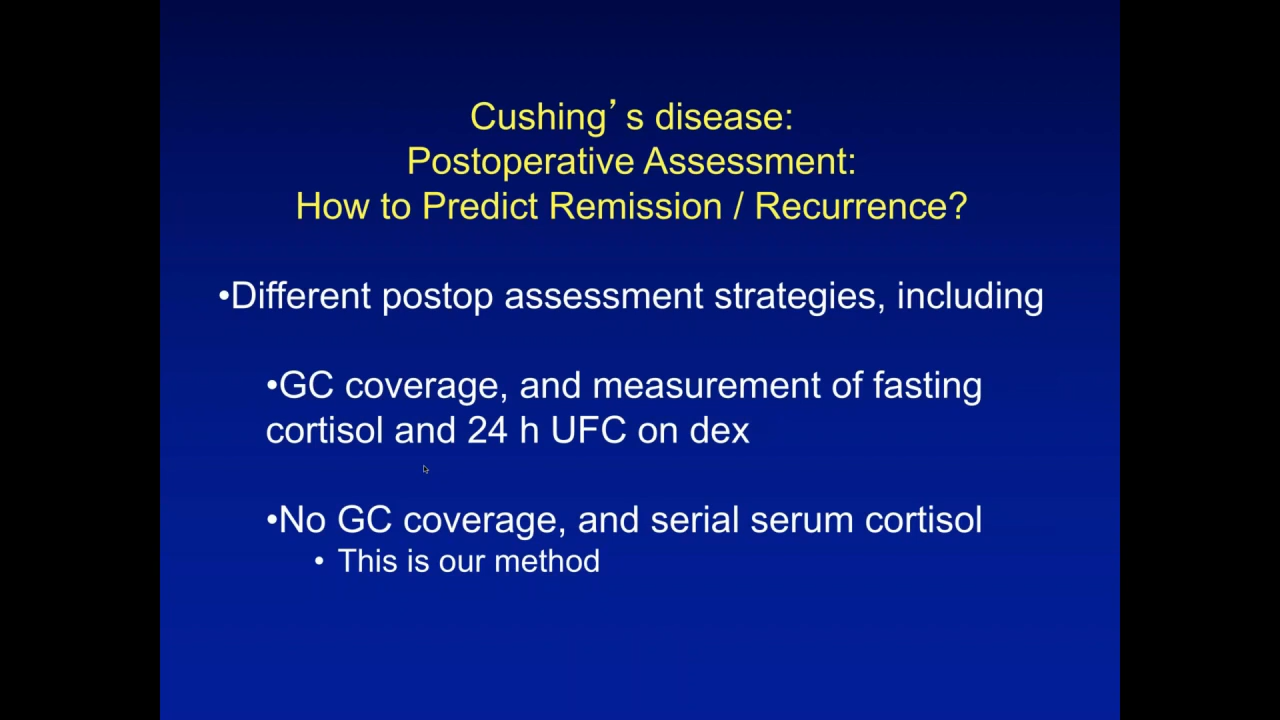 Cushing’s disease:
Postoperative Assessment:
How to Predict Remission / Recurrence?
•Different postop assessment strategies, including
•GC coverage, and measurement of fasting
cortisol and 24 h UFC on dex
•No GC coverage, and serial serum cortisol
• This is our method